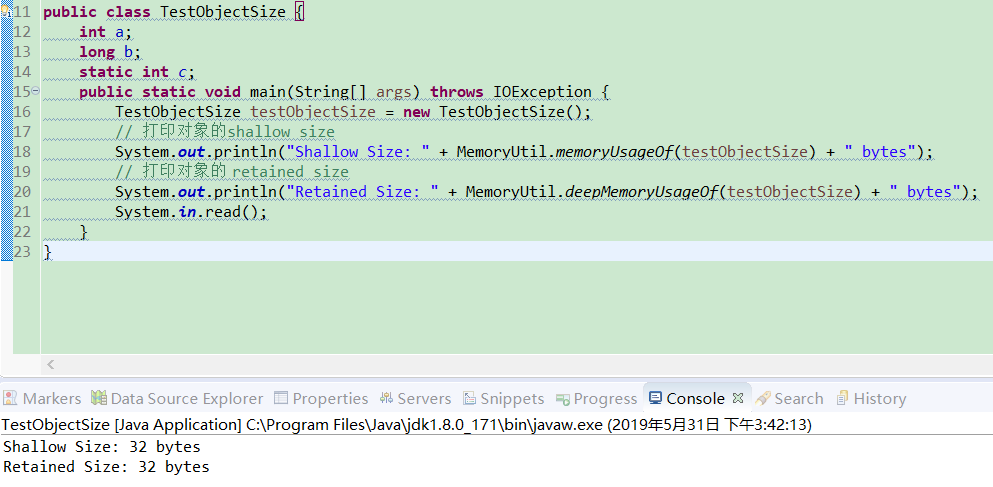 11 public class TestObjectSize {
12     int a;
13     long b;
14     static int c;
15     public static void main(String[] args) throws IOException {
16         TestObjectSize testObjectSize = new TestObjectSize();
17         // 打印对象的shallow size
18         System.out.println("Shallow Size: " + MemoryUtil.memoryUsageOf(testObjectSize) + " bytes");
19         // 打印对象的 retained size
20         System.out.println("Retained Size: " + MemoryUtil.deepMemoryUsageOf(testObjectSize) + " bytes");
21         System.in.read();
22     }
23 }
Markers Data Source Explorer Properties Servers Snippets Progress Console Search History
TestObjectSize [Java Application] C:\Program Files\Java\jdk1.8.0_171\bin\javaw.exe (2019年5月31日 下午3:42:13)
Shallow Size: 32 bytes
Retained Size: 32 bytes